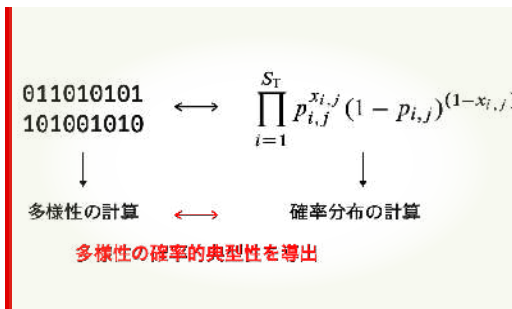 011010101
101001010
↔
S_T
∏ p_{i,j}^{x_{i,j}} (1 − p_{i,j})^{(1−x_{i,j})}
i=1
多様性の計算
↔
確率分布の計算
多様性の確率的典型性を導出